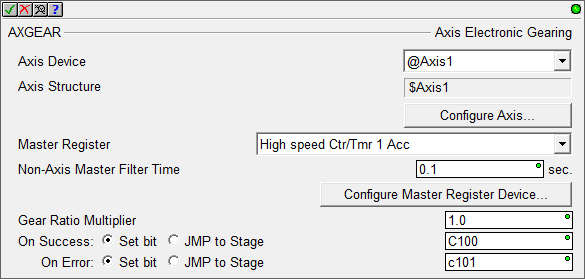 AXGEAR Axis Electronic Gearing
Axis Device @Axis1
Axis Structure $Axis1
Configure Axis...
Master Register High speed Ctr/Tmr 1 Acc
Non-Axis Master Filter Time 0.1 sec.
Configure Master Register Device...
Gear Ratio Multiplier 1.0
On Success: Set bit JMP to Stage C100
On Error: Set bit JMP to Stage c101